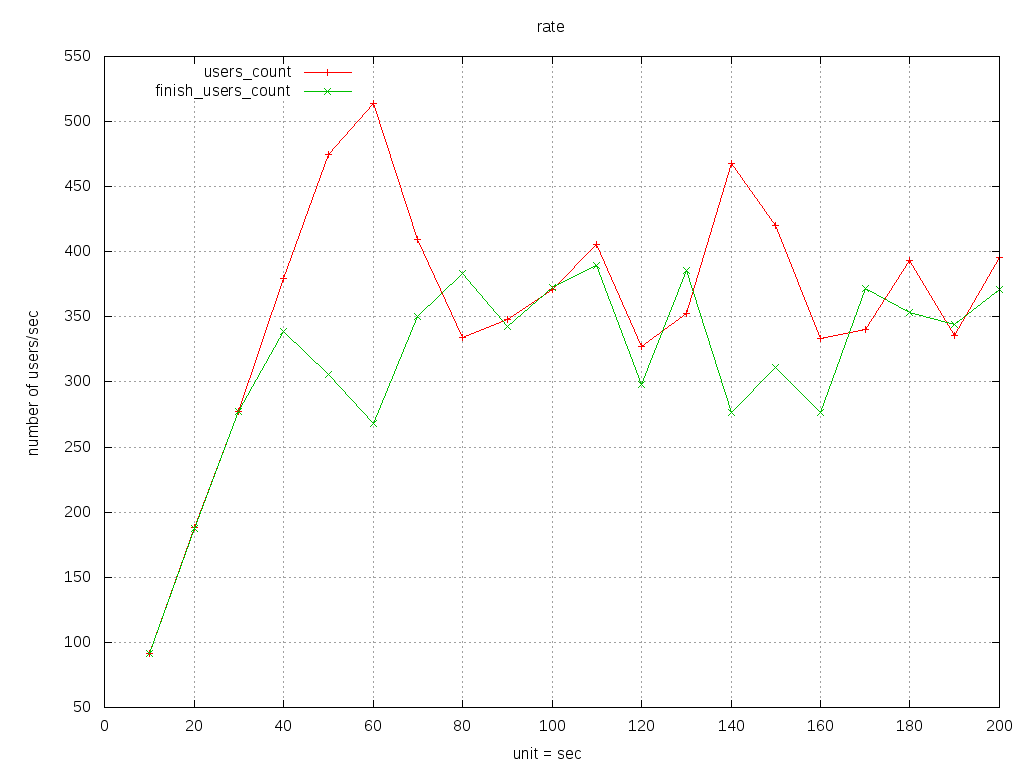 rate
users_count
finish_users_count
number of users/sec
550
500
450
400
350
300
250
200
150
100
50
0 20 40 60 80 100 120 140 160 180 200
unit = sec